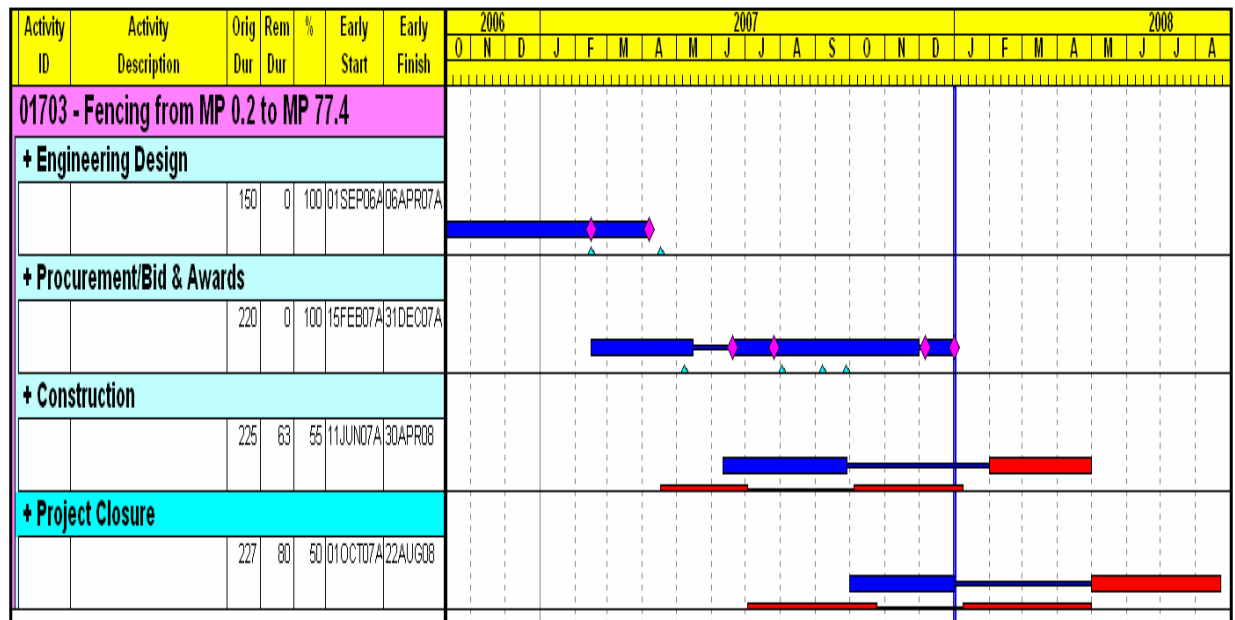 Activity Activity Orig Rem % Early Early 2006 2007 2008
ID Description Dur Dur Start Finish O N D J F M A M J J A S O N D J F M A M J J A
01703 - Fencing from MP 0.2 to MP 77.4
+ Engineering Design
150 0 100 01SEP06A 06APR07A
+ Procurement/Bid & Awards
220 0 100 15FEB07A 31DEC07A
+ Construction
225 63 55 11JUN07A 30APR08
+ Project Closure
227 80 50 01OCT07A 22AUG08